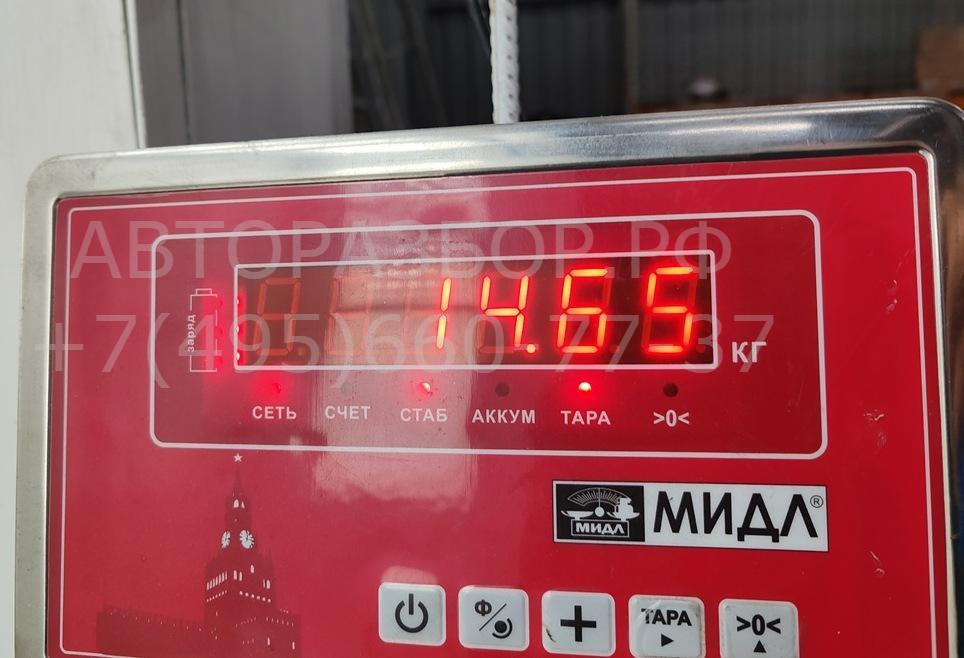 АВТОРАЗБОР.РФ
+7(495)660-77-37
заряд
14.65
КГ
СЕТЬ СЧЕТ СТАБ АККУМ ТАРА >0<
МИДЛ МИДЛ®
Ф ТАРА >0<